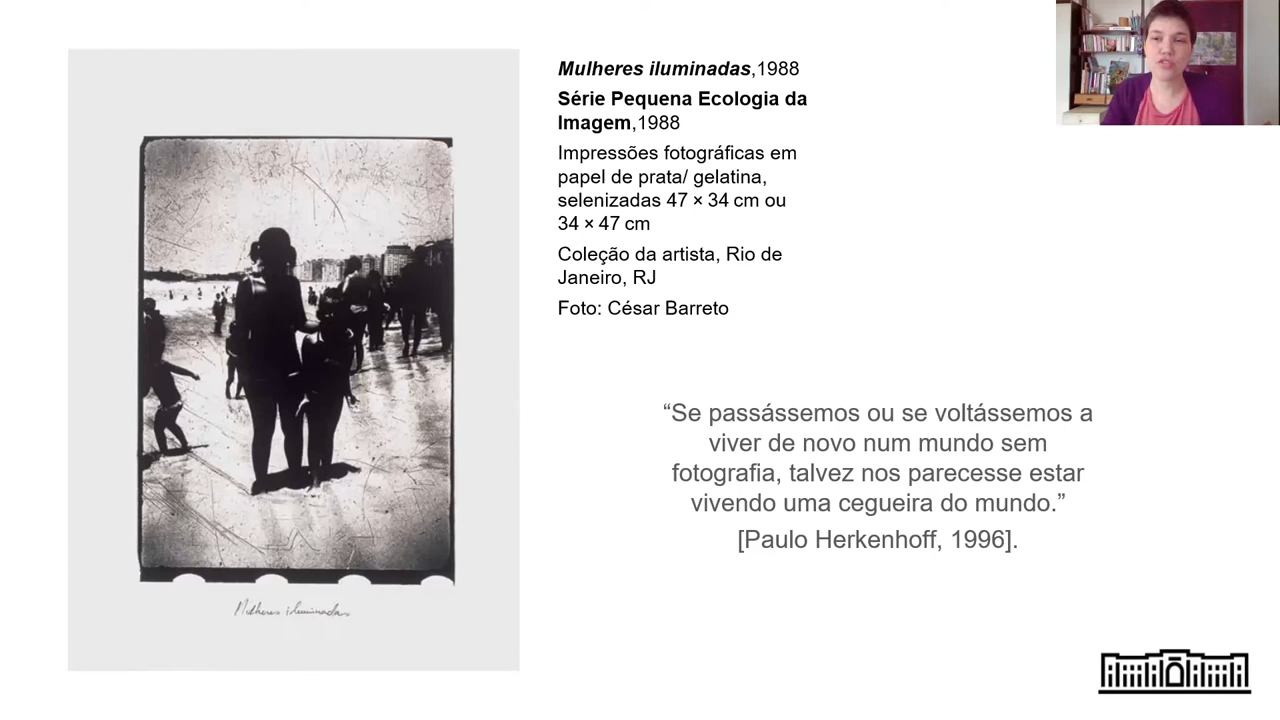 Mulheres iluminadas,1988
Série Pequena Ecologia da
Imagem,1988
Impressões fotográficas em
papel de prata/ gelatina,
selenizadas 47 × 34 cm ou
34 × 47 cm
Coleção da artista, Rio de
Janeiro, RJ
Foto: César Barreto
“Se passássemos ou se voltássemos a
viver de novo num mundo sem
fotografia, talvez nos parecesse estar
vivendo uma cegueira do mundo.”
[Paulo Herkenhoff, 1996].
Mulheres iluminadas